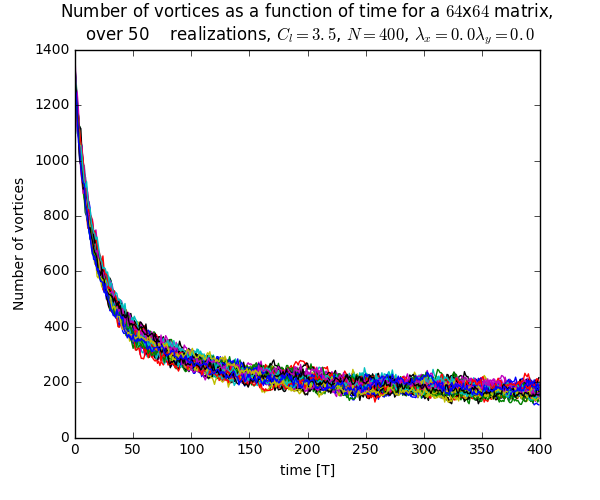 Number of vortices as a function of time for a 64x64 matrix,
over 50 realizations, C_l = 3.5, N = 400, λ_x = 0.0λ_y = 0.0
1400
1200
1000
800
600
400
200
0
Number of vortices
0 50 100 150 200 250 300 350 400
time [T]